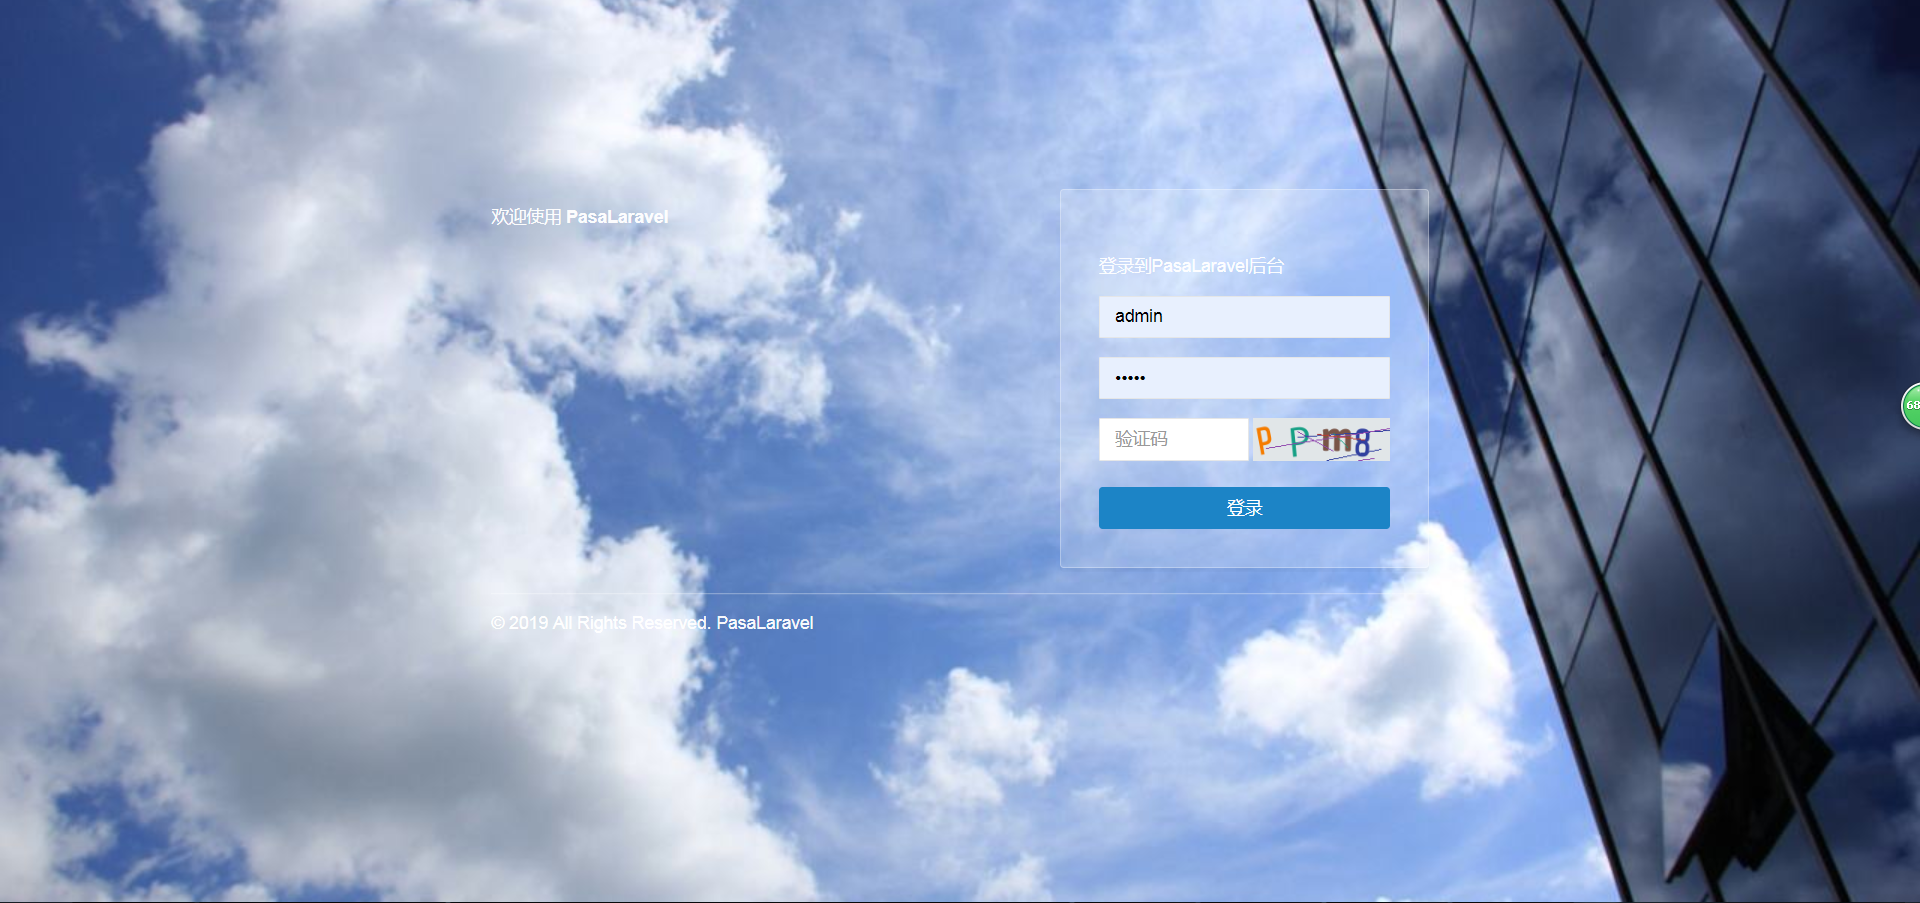 欢迎使用 PasaLaravel
登录到PasaLaravel后台
admin
•••••
验证码
PPm8
登录
© 2019 All Rights Reserved. PasaLaravel
68